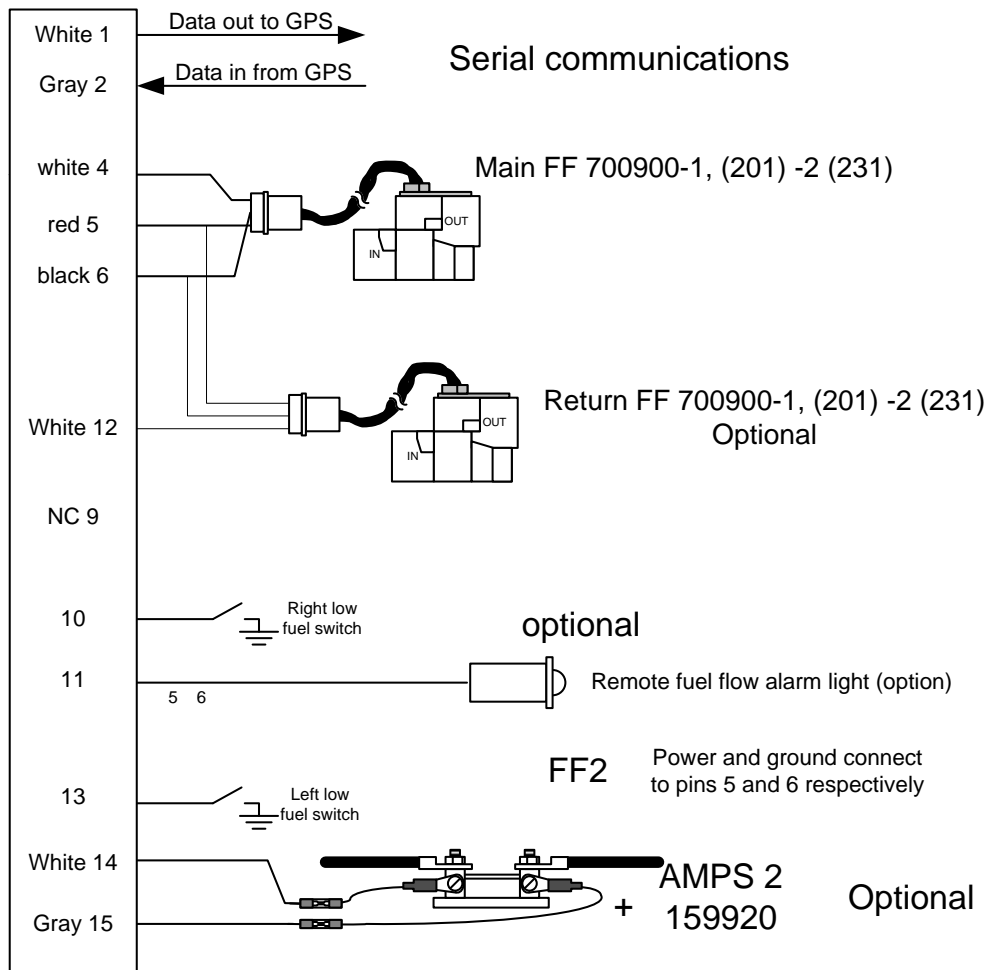 White 1
Data out to GPS
Serial communications
Gray 2
Data in from GPS
white 4
Main FF 700900-1, (201) -2 (231)
red 5
OUT
IN
black 6
Return FF 700900-1, (201) -2 (231)
Optional
OUT
IN
White 12
NC 9
10
Right low
fuel switch
optional
11
5 6
Remote fuel flow alarm light (option)
FF2
Power and ground connect
to pins 5 and 6 respectively
13
Left low
fuel switch
White 14
AMPS 2
159920
+
Optional
Gray 15